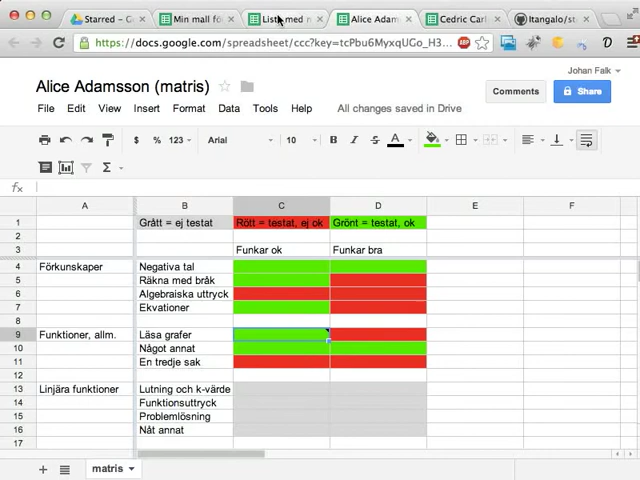 Starred – G
Min mall fö
Lista med n
Alice Adam
Cedric Carl
itangalo/st
https://docs.google.com/spreadsheet/ccc?key=tcPbu6MyxqUGo_H3...
ABP
Johan Falk
Alice Adamsson (matris)
Comments
Share
File Edit View Insert Format Data Tools Help All changes saved in Drive
$ % 123 Arial 10 B I S A
Σ
fx
A B C D E F
1 Grått = ej testat Rött = testat, ej ok Grönt = testat, ok
2
3 Funkar ok Funkar bra
4 Förkunskaper Negativa tal
5 Räkna med bråk
6 Algebraiska uttryck
7 Ekvationer
8
9 Funktioner, allm. Läsa grafer
10 Något annat
11 En tredje sak
12
13 Linjära funktioner Lutning och k-värde
14 Funktionsuttryck
15 Problemlösning
16 Nåt annat
17
matris